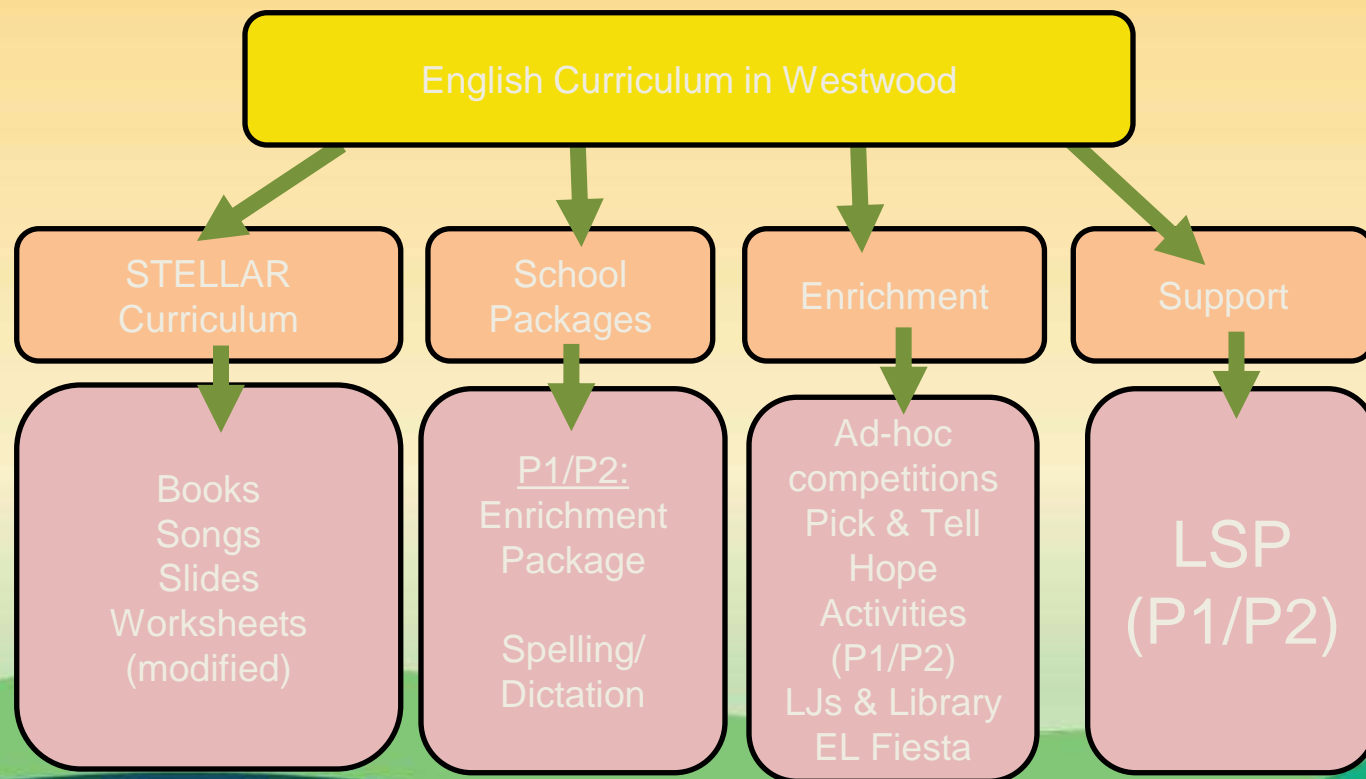 English Curriculum in Westwood
STELLAR
Curriculum
School
Packages
Enrichment
Support
Books
Songs
Slides
Worksheets
(modified)
P1/P2:
Enrichment
Package
Spelling/
Dictation
Ad-hoc
competitions
Pick & Tell
Hope
Activities
(P1/P2)
LJs & Library
EL Fiesta
LSP
(P1/P2)